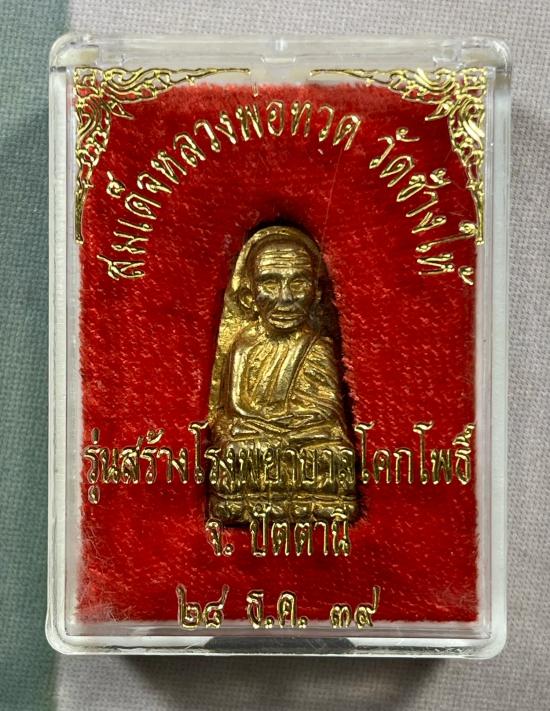 สมเด็จหลวงพ่อทวด วัดช้างให้
รุ่นสร้างโรงพยาบาลโคกโพธิ์
จ. ปัตตานี
๒๘ ธ.ค. ๓๙